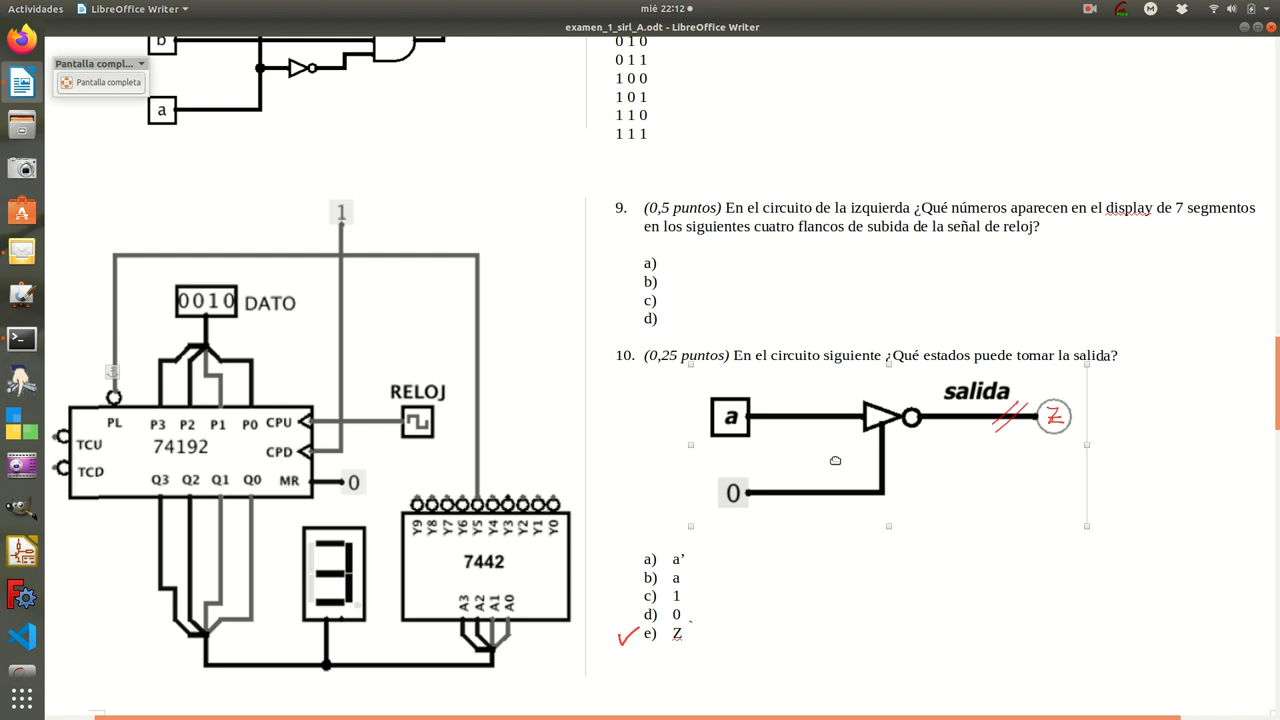 Actividades
LibreOffice Writer
mié 22:12
examen_1_sirl_A.odt - LibreOffice Writer
Pantalla compl...
Pantalla completa
b
a
0 1 0
0 1 1
1 0 0
1 0 1
1 1 0
1 1 1
1
0010 DATO
RELOJ
PL P3 P2 P1 P0 CPU
74192
TCU
CPD
TCD
Q3 Q2 Q1 Q0 MR
0
Y9 Y8 Y7 Y6 Y5 Y4 Y3 Y2 Y1 Y0
7442
A3 A2 A1 A0
9. (0,5 puntos) En el circuito de la izquierda ¿Qué números aparecen en el display de 7 segmentos
en los siguientes cuatro flancos de subida de la señal de reloj?
a)
b)
c)
d)
10. (0,25 puntos) En el circuito siguiente ¿Qué estados puede tomar la salida?
salida
a
Z
0
a) a’
b) a
c) 1
d) 0
e) Z